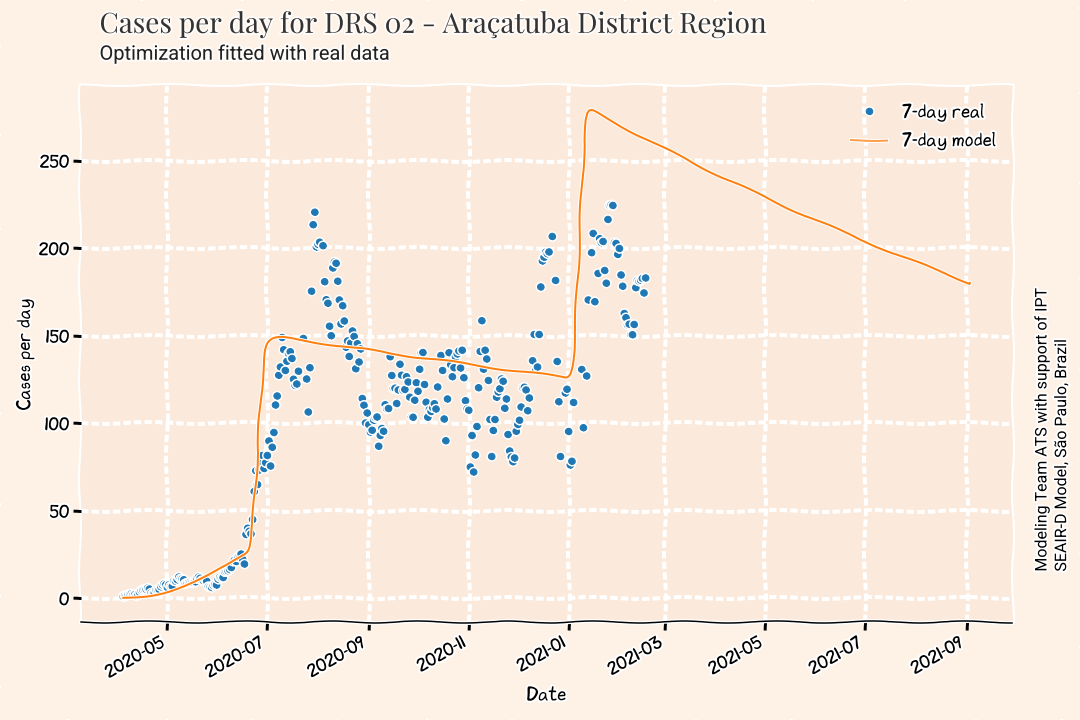 Cases per day for DRS 02 - Araçatuba District Region
Optimization fitted with real data
7-day real
7-day model
Cases per day
250
200
150
100
50
0
2020-05
2020-07
2020-09
2020-11
2021-01
2021-03
2021-05
2021-07
2021-09
Date
Modeling Team ATS with support of IPT
SEAIR-D Model, São Paulo, Brazil